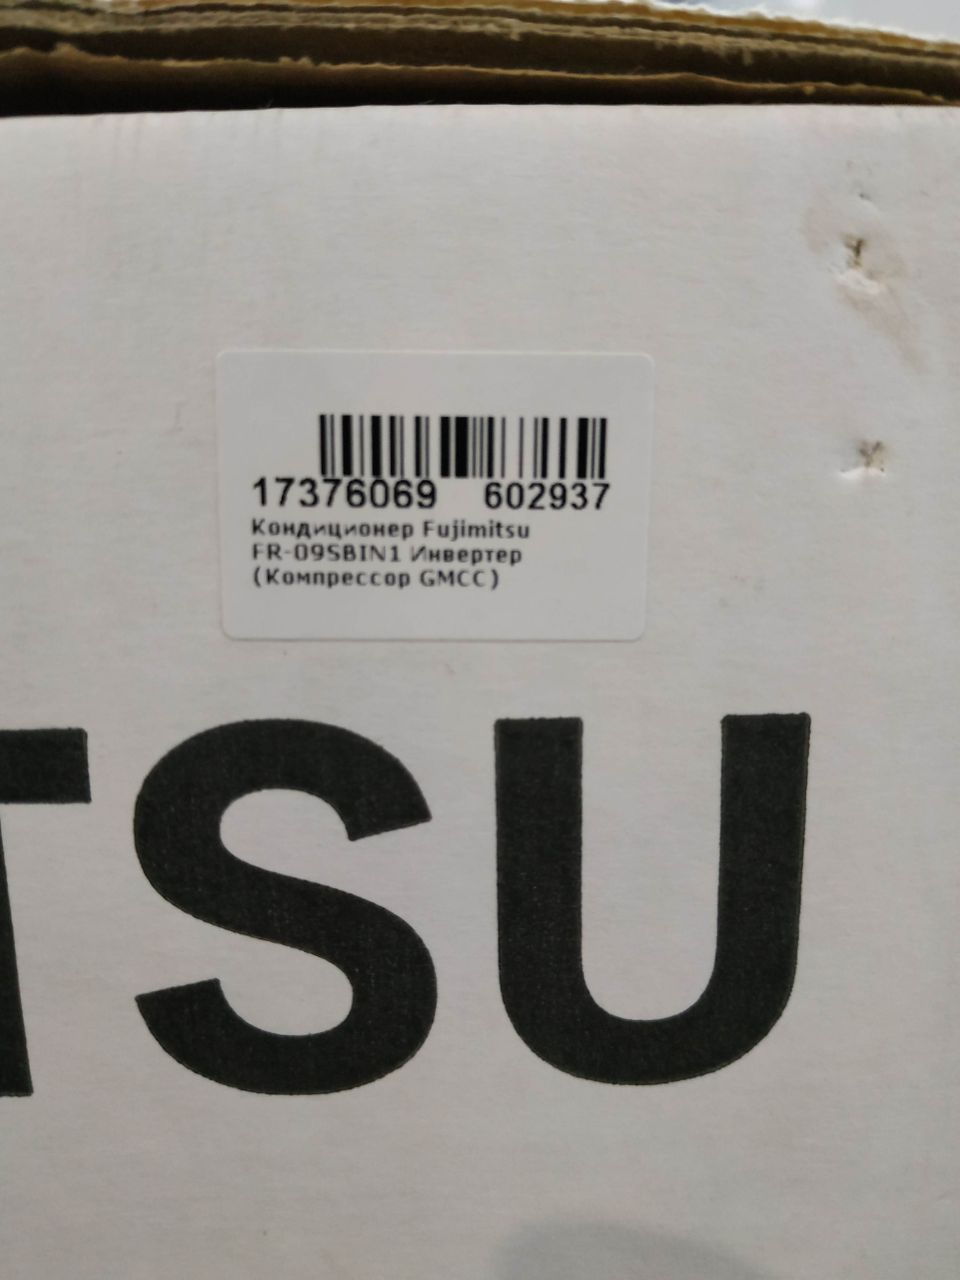 17376069 602937
Кондиционер Fujimitsu
FR-09SBIN1 Инвертер
(Компрессор GMCC)
TSU